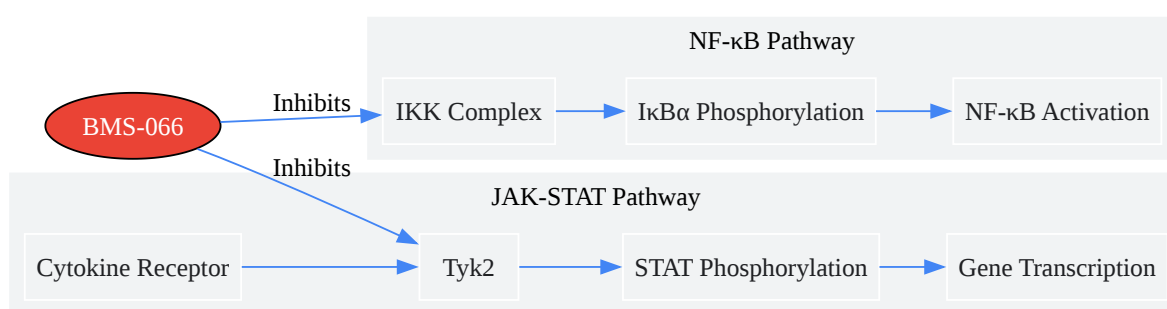 NF-κB Pathway
Inhibits
IKK Complex
IκBα Phosphorylation
NF-κB Activation
BMS-066
Inhibits
JAK-STAT Pathway
Cytokine Receptor
Tyk2
STAT Phosphorylation
Gene Transcription